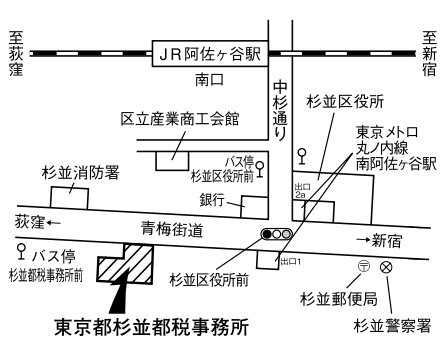 至荻窪
JR阿佐ヶ谷駅
至新宿
南口
中杉通り
杉並区役所
区立産業商工会館
東京メトロ
丸ノ内線
南阿佐ヶ谷駅
バス停
杉並区役所前
杉並消防署
出口
2a
銀行
荻窪←
青梅街道
→新宿
バス停
杉並都税事務所前
杉並区役所前
出口1
〒
杉並郵便局
杉並警察署
東京都杉並都税事務所